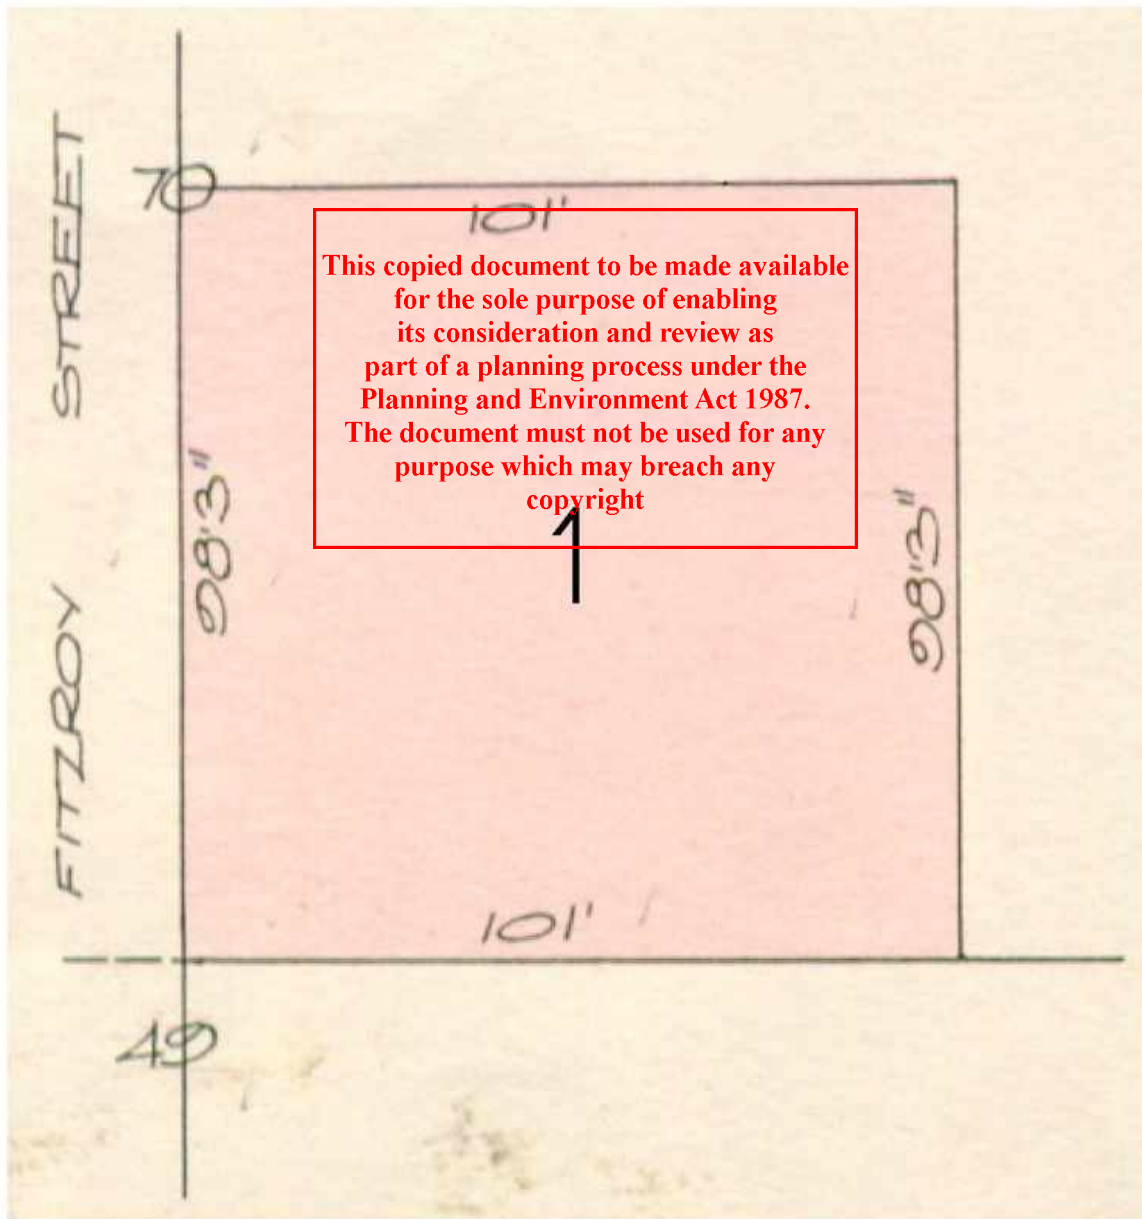 STREET
70
101'
This copied document to be made available
for the sole purpose of enabling
its consideration and review as
part of a planning process under the
Planning and Environment Act 1987.
The document must not be used for any
purpose which may breach any
copyright
98'3"
98'3"
1
FITZROY
101'
49